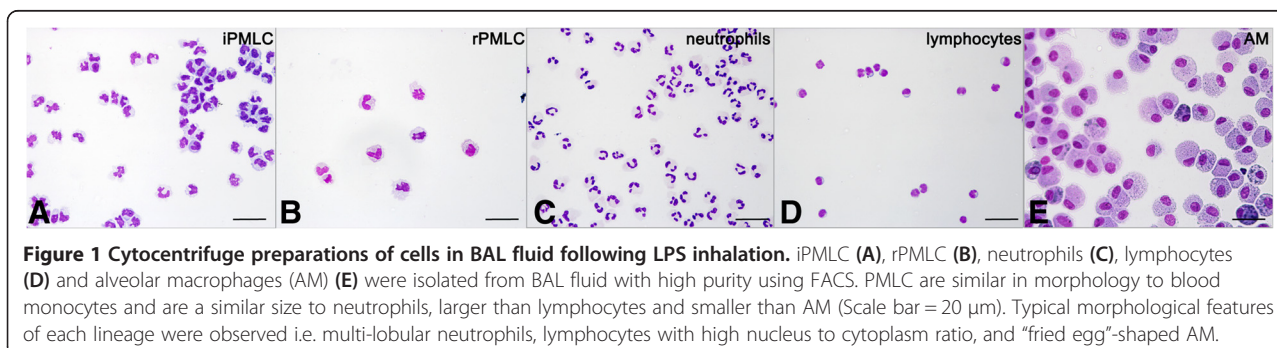 iPMLC rPMLC neutrophils lymphocytes AM
A B C D E
Figure 1 Cytocentrifuge preparations of cells in BAL fluid following LPS inhalation. iPMLC (A), rPMLC (B), neutrophils (C), lymphocytes
(D) and alveolar macrophages (AM) (E) were isolated from BAL fluid with high purity using FACS. PMLC are similar in morphology to blood
monocytes and are a similar size to neutrophils, larger than lymphocytes and smaller than AM (Scale bar = 20 μm). Typical morphological features
of each lineage were observed i.e. multi-lobular neutrophils, lymphocytes with high nucleus to cytoplasm ratio, and “fried egg”-shaped AM.